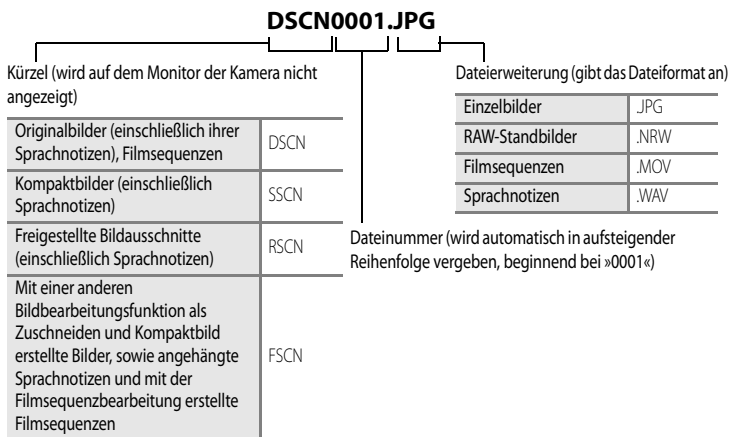 DSCN0001.JPG
Kürzel (wird auf dem Monitor der Kamera nicht
angezeigt)
Originalbilder (einschließlich ihrer
Sprachnotizen), Filmsequenzen
DSCN
Kompaktbilder (einschließlich
Sprachnotizen)
SSCN
Freigestellte Bildausschnitte
(einschließlich Sprachnotizen)
RSCN
Mit einer anderen
Bildbearbeitungsfunktion als
Zuschneiden und Kompaktbild
erstellte Bilder, sowie angehängte
Sprachnotizen und mit der
Filmsequenzbearbeitung erstellte
Filmsequenzen
FSCN
Dateierweiterung (gibt das Dateiformat an)
Einzelbilder
.JPG
RAW-Standbilder
.NRW
Filmsequenzen
.MOV
Sprachnotizen
.WAV
Dateinummer (wird automatisch in aufsteigender
Reihenfolge vergeben, beginnend bei »0001«)